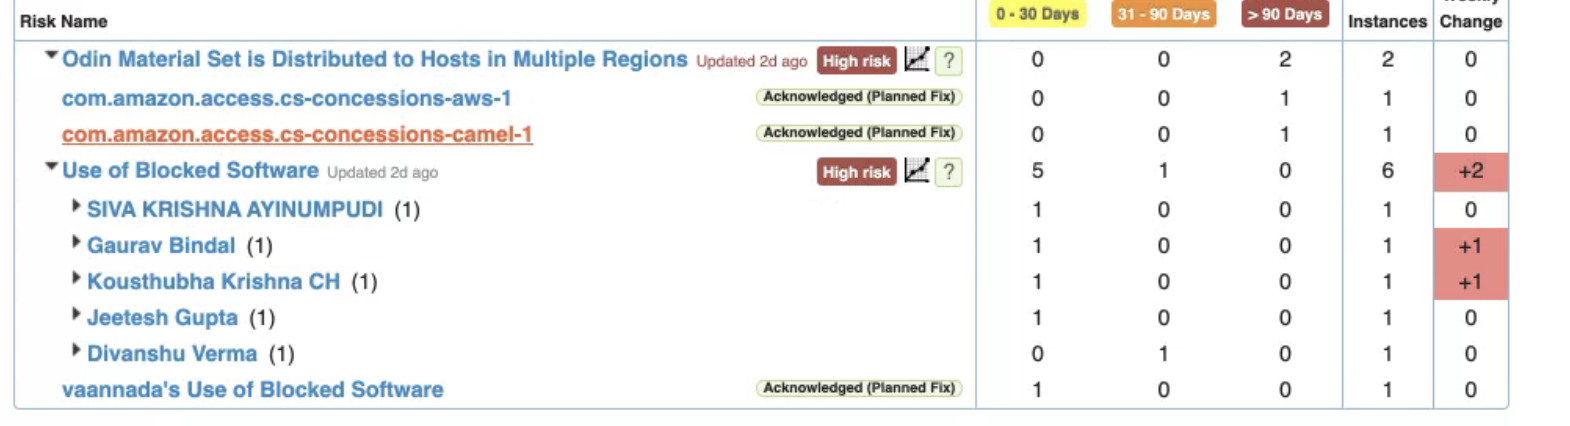 Risk Name 0 - 30 Days 31 - 90 Days > 90 Days Instances Change
Odin Material Set is Distributed to Hosts in Multiple Regions Updated 2d ago High risk ? 0 0 2 2 0
com.amazon.access.cs-concessions-aws-1 Acknowledged (Planned Fix) 0 0 1 1 0
com.amazon.access.cs-concessions-camel-1 Acknowledged (Planned Fix) 0 0 1 1 0
Use of Blocked Software Updated 2d ago High risk ? 5 1 0 6 +2
SIVA KRISHNA AYINUMPUDI (1) 1 0 0 1 0
Gaurav Bindal (1) 1 0 0 1 +1
Kousthubha Krishna CH (1) 1 0 0 1 +1
Jeetesh Gupta (1) 1 0 0 1 0
Divanshu Verma (1) 0 1 0 1 0
vaannada's Use of Blocked Software Acknowledged (Planned Fix) 1 0 0 1 0